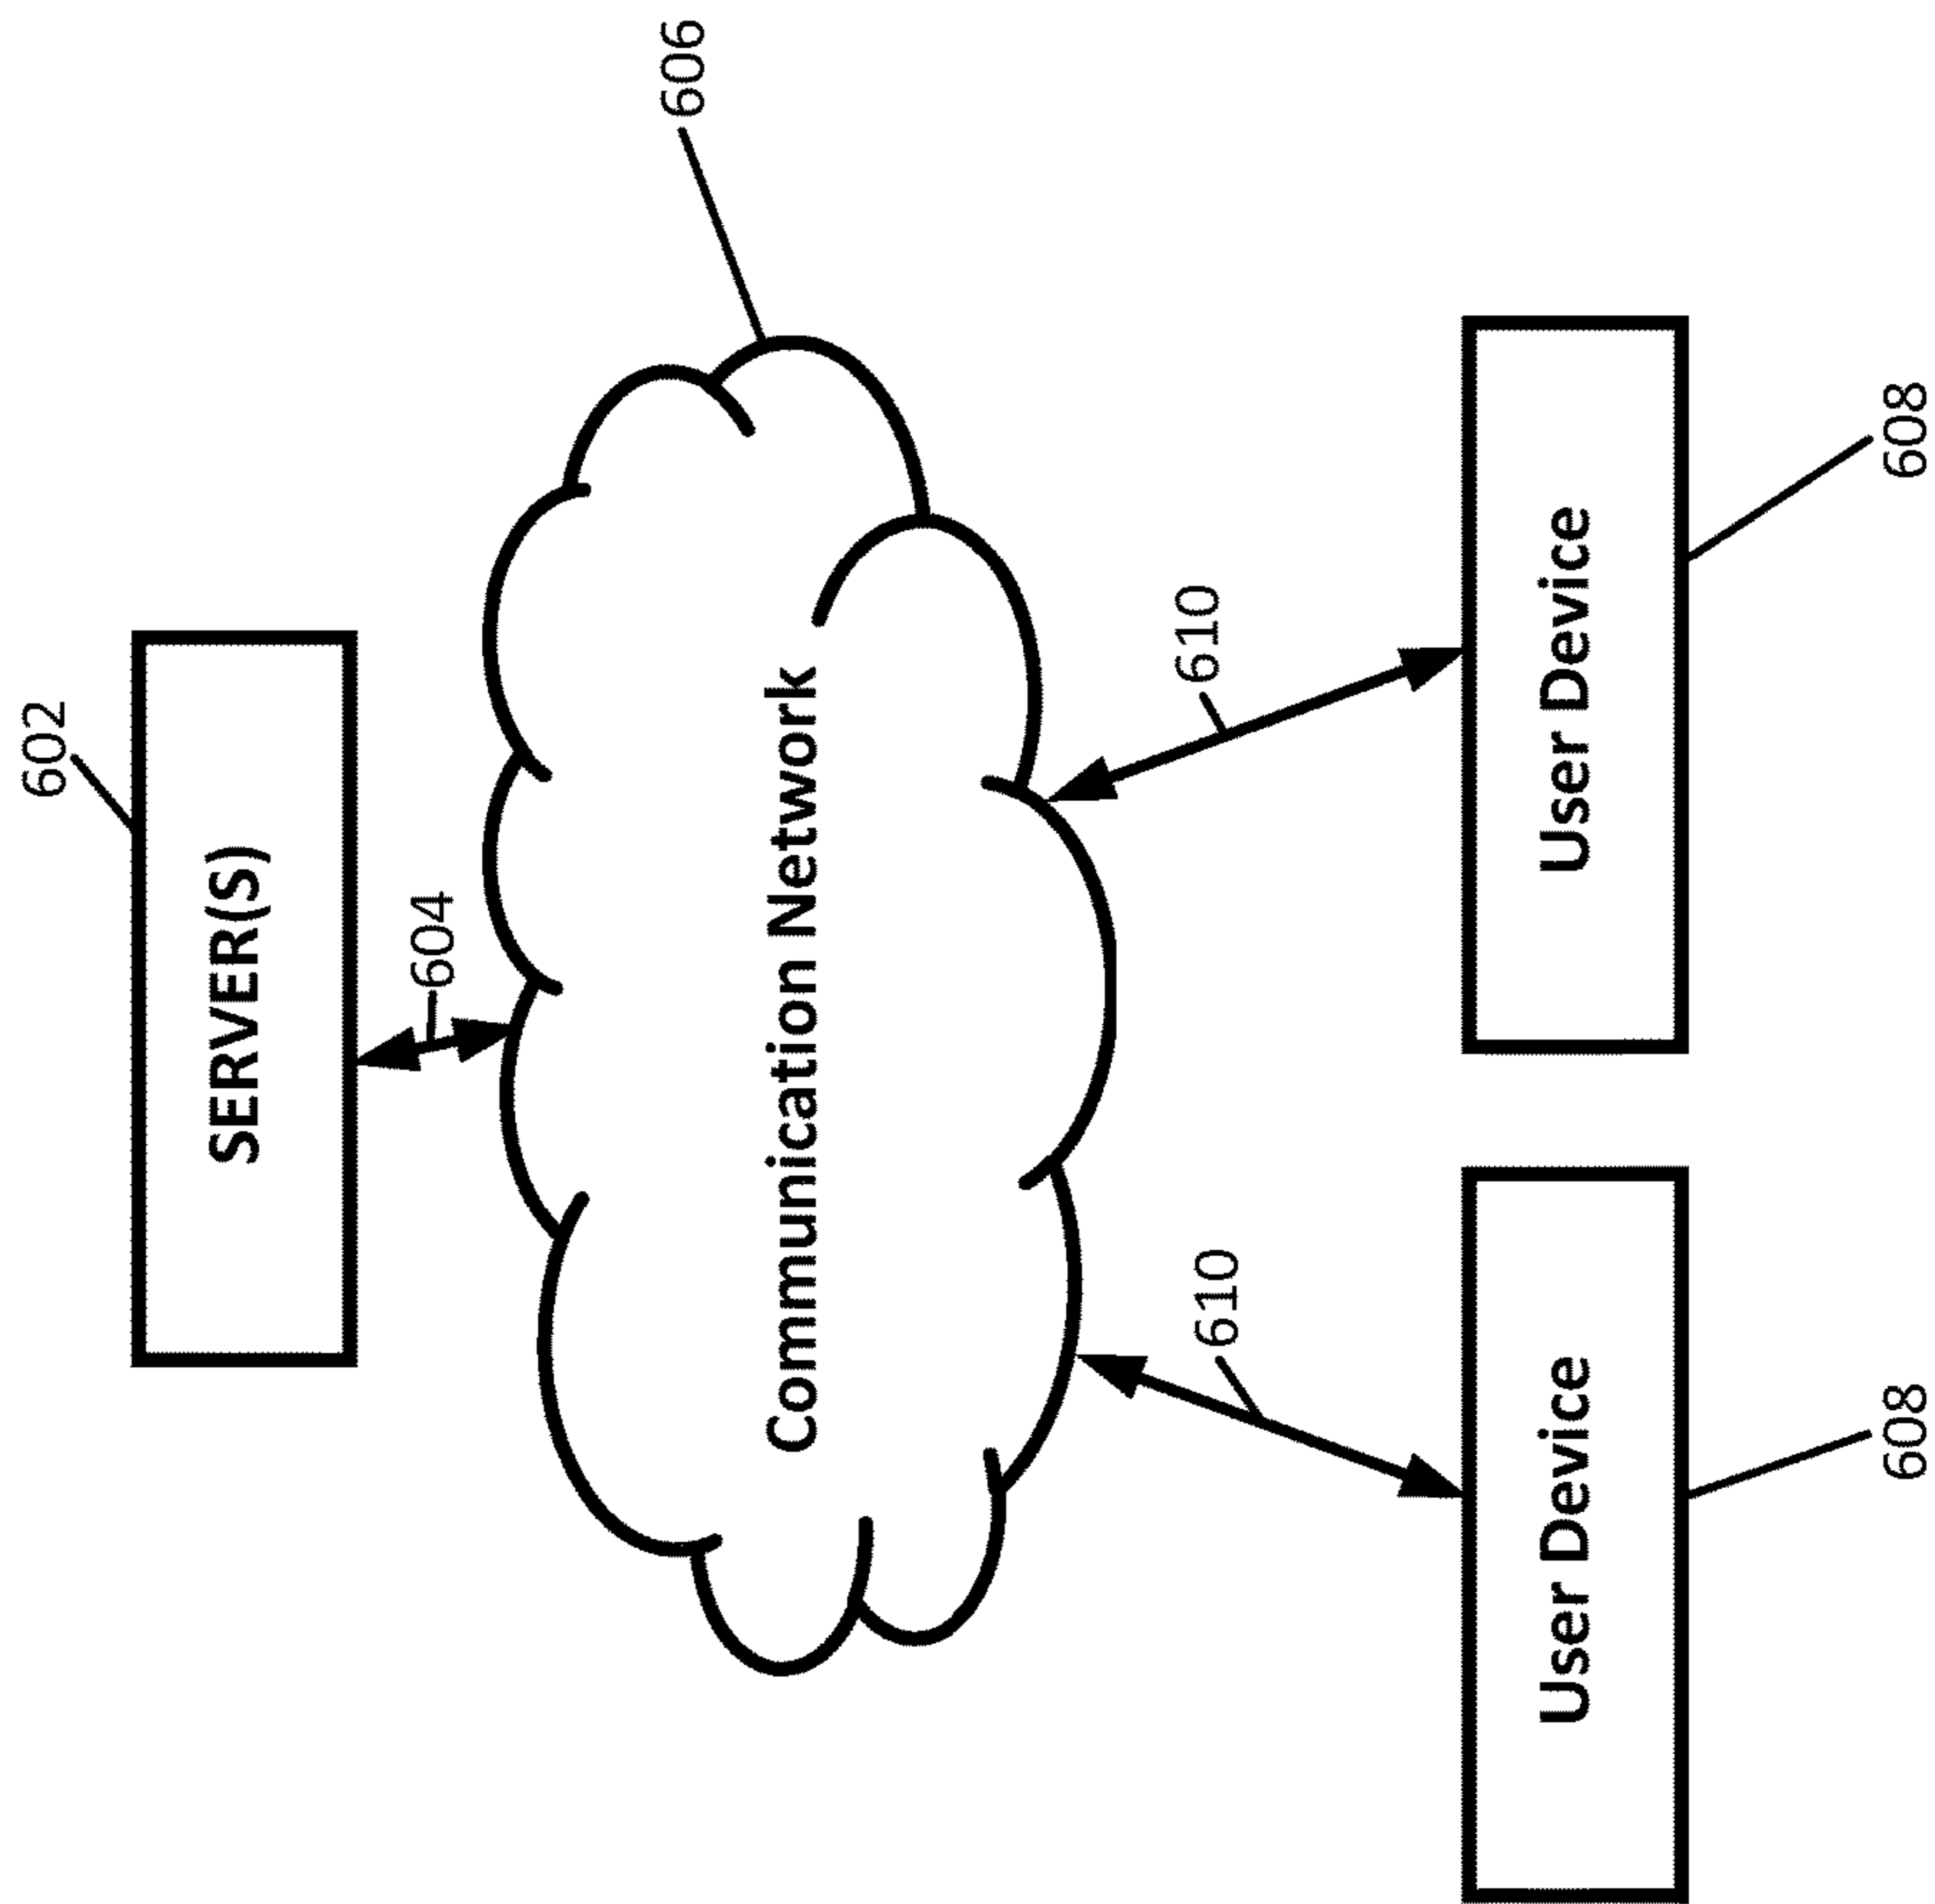 602
SERVER(S)
604
606
Communication Network
610
610
User Device
User Device
608
608